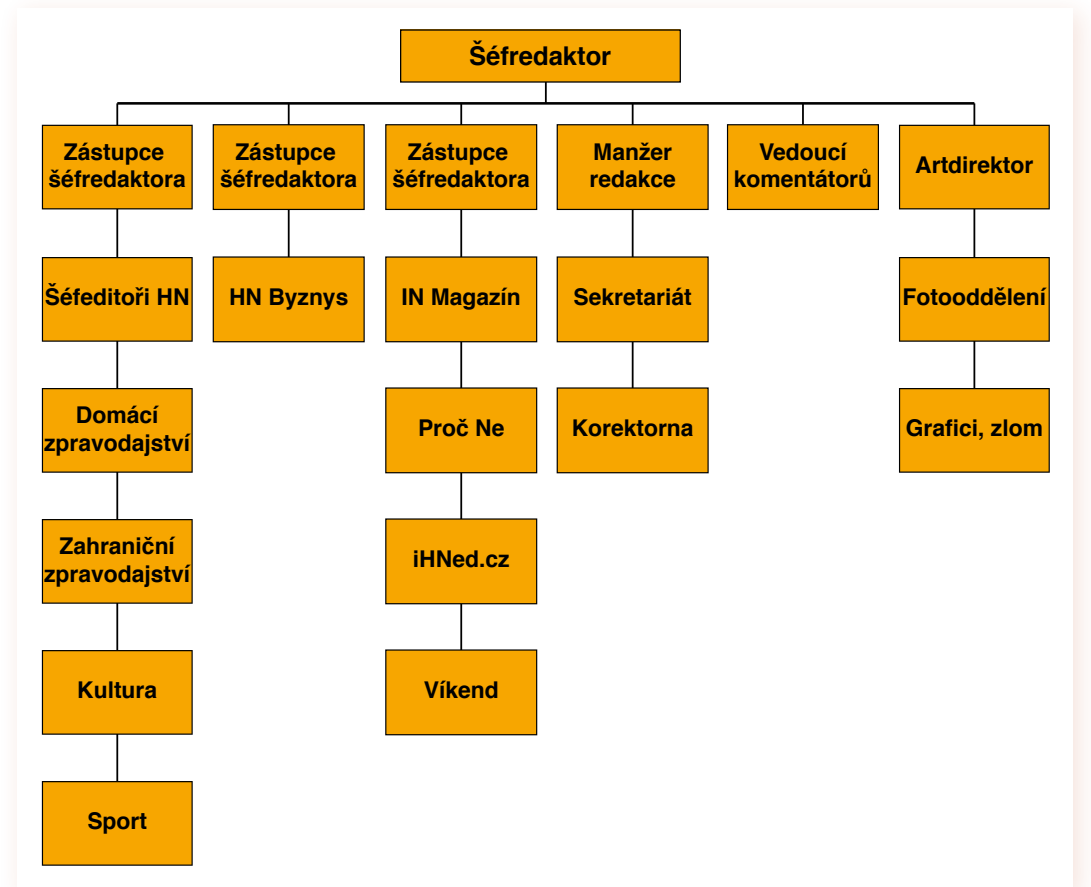 Šéfredaktor
Zástupce
šéfredaktora
Zástupce
šéfredaktora
Zástupce
šéfredaktora
Manžer
redakce
Vedoucí
komentátorů
Artdirektor
Šéfeditoři HN
HN Byznys
IN Magazín
Sekretariát
Fotooddělení
Domácí
zpravodajství
Proč Ne
Korektorna
Grafici, zlom
Zahraniční
zpravodajství
iHNed.cz
Kultura
Víkend
Sport